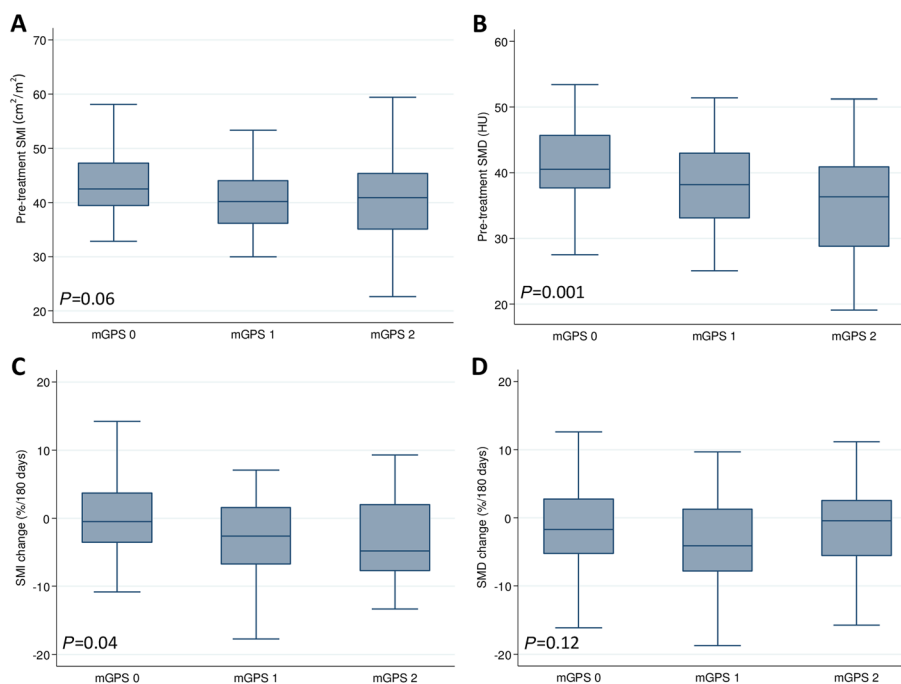 A
Pre-treatment SMI (cm²/m²)
70
60
50
40
30
20
P=0.06
mGPS 0 mGPS 1 mGPS 2
B
Pre-treatment SMD (HU)
60
50
40
30
20
P=0.001
mGPS 0 mGPS 1 mGPS 2
C
SMI change (%/180 days)
20
10
0
-10
-20
P=0.04
mGPS 0 mGPS 1 mGPS 2
D
SMD change (%/180 days)
20
10
0
-10
-20
P=0.12
mGPS 0 mGPS 1 mGPS 2